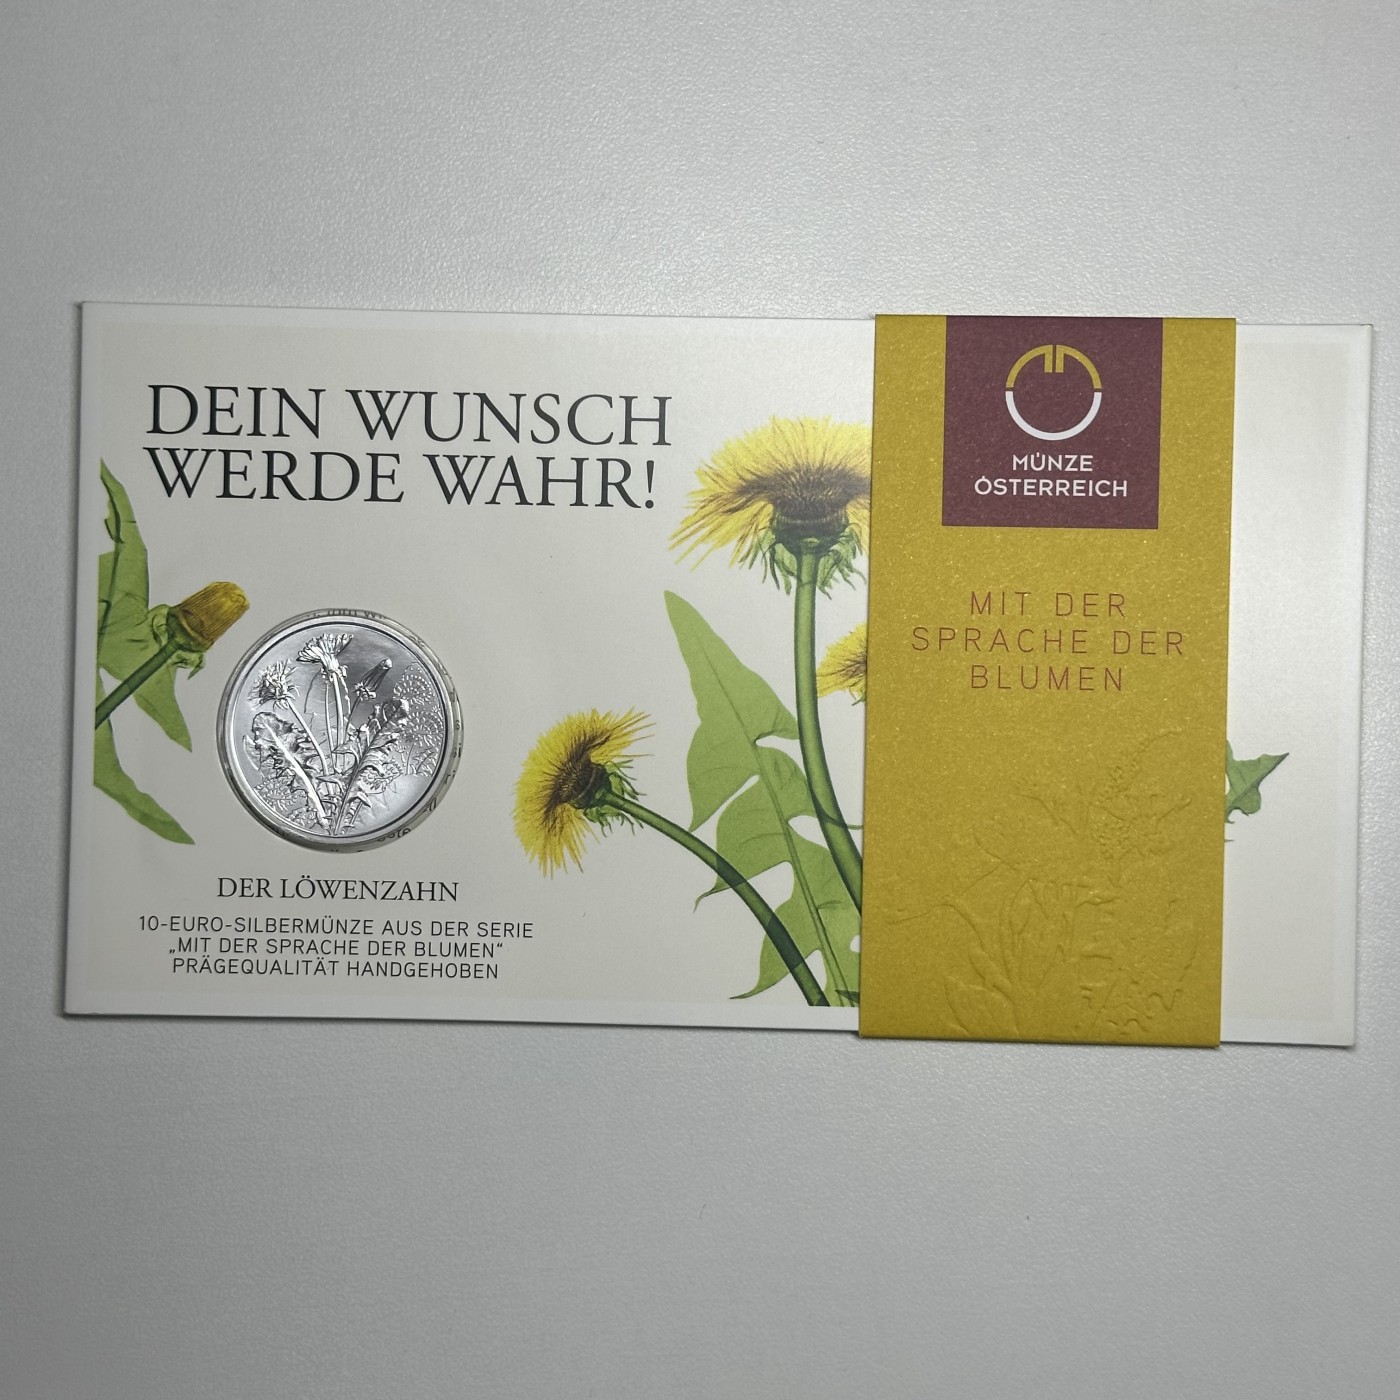 DEIN WUNSCH
WERDE WAHR!
DER LÖWENZAHN
10-EURO-SILBERMÜNZE AUS DER SERIE
„MIT DER SPRACHE DER BLUMEN“
PRÄGEQUALITÄT HANDGEHOBEN
MÜNZE
ÖSTERREICH
MIT DER
SPRACHE DER
BLUMEN